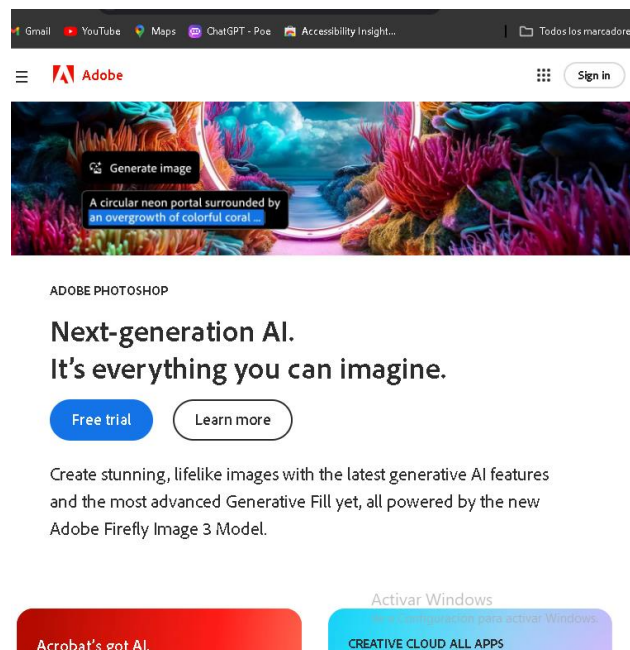 Gmail YouTube Maps ChatGPT - Poe Accessibility Insight... Todos los marcadore
Adobe Sign in
Generate image
A circular neon portal surrounded by
an overgrowth of colorful coral ...
ADOBE PHOTOSHOP
Next-generation AI.
It's everything you can imagine.
Free trial Learn more
Create stunning, lifelike images with the latest generative AI features
and the most advanced Generative Fill yet, all powered by the new
Adobe Firefly Image 3 Model.
Activar Windows
Configuración para activar Windows.
Acrobat's got AI.
CREATIVE CLOUD ALL APPS